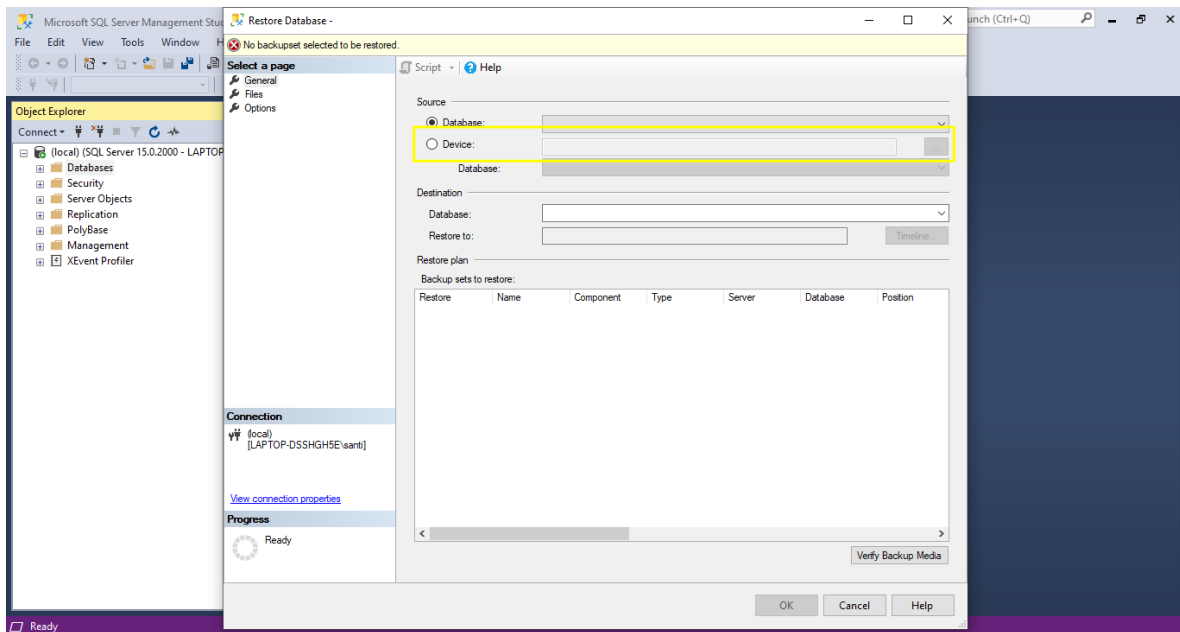 Microsoft SQL Server Management Stu
Restore Database -
unch (Ctrl+Q)
File Edit View Tools Window H
No backupset selected to be restored.
Select a page
General
Files
Options
Script Help
Object Explorer
Connect
(local) (SQL Server 15.0.2000 - LAPTOP
Databases
Security
Server Objects
Replication
PolyBase
Management
XEvent Profiler
Source
Database:
Device:
...
Database:
Destination
Database:
Restore to:
Timeline...
Restore plan
Backup sets to restore:
Restore Name Component Type Server Database Position
Connection
(local)
[LAPTOP-DSSHGH5E\santi]
View connection properties
Progress
Ready
Verify Backup Media
OK Cancel Help
Ready